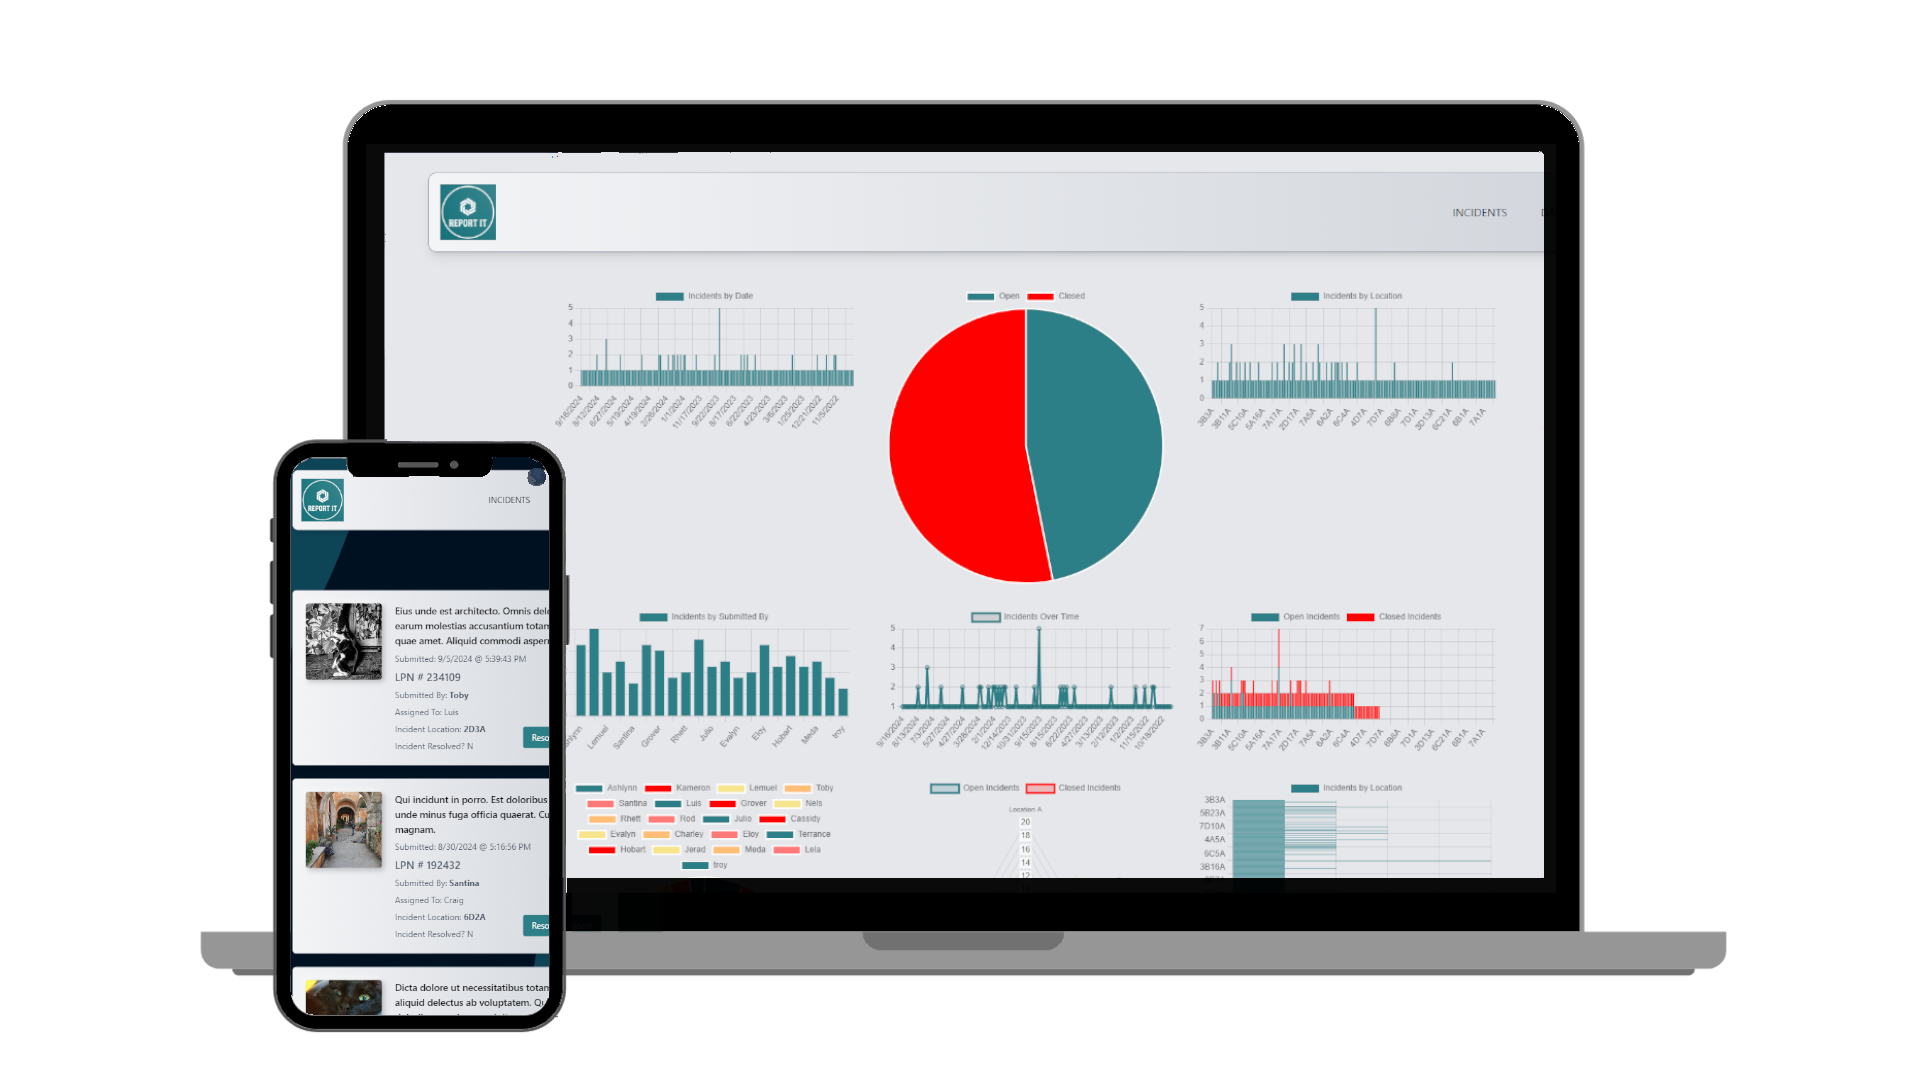 REPORT IT
INCIDENTS
Incidents by Date
5
4
3
2
1
0
9/16/2024 8/12/2024 6/27/2024 5/19/2024 4/19/2024 2/26/2024 1/1/2024 11/17/2023 9/22/2023 8/17/2023 6/22/2023 4/23/2023 3/6/2023 1/25/2023 12/21/2022 11/5/2022
Open Closed
Incidents by Location
5
4
3
2
1
0
3B3A 3B11A 5C10A 5A16A 7A17A 2D17A 7A5A 6A2A 6C4A 4D7A 7D7A 6B8A 7D1A 3D13A 6C21A 6B1A 7A1A
Incidents by Submitted By
Lemuel Santina Grover Rhett Julio Evalyn Eloy Hobart Meda troy
Incidents Over Time
5
4
3
2
1
9/16/2024 8/13/2024 7/3/2024 5/27/2024 4/27/2024 3/28/2024 2/1/2024 12/14/2023 10/31/2023 9/15/2023 8/15/2023 6/22/2023 4/27/2023 3/13/2023 2/12/2023 1/2/2023 11/15/2022 10/18/2022
Open Incidents Closed Incidents
7
6
5
4
3
2
1
0
3B3A 3B11A 5C10A 5A16A 7A17A 2D17A 7A5A 6A2A 6C4A 4D7A 7D7A 6B8A 7D1A 3D13A 6C21A 6B1A 7A1A
Ashlynn Kameron Lemuel Toby
Santina Luis Grover Nels
Rhett Rod Julio Cassidy
Evalyn Charley Eloy Terrance
Hobart Jerad Meda Lela
troy
Open Incidents Closed Incidents
Location A
20
18
16
14
12
Incidents by Location
3B3A
5B23A
7D10A
4A5A
6C5A
3B16A
REPORT IT
INCIDENTS
Eius unde est architecto. Omnis dele
earum molestias accusantium totam
quae amet. Aliquid commodi asper
Submitted: 9/5/2024 @ 5:39:43 PM
LPN # 234109
Submitted By: Toby
Assigned To: Luis
Incident Location: 2D3A
Reso
Incident Resolved? N
Qui incidunt in porro. Est doloribus
unde minus fuga officia quaerat. Cu
magnam.
Submitted: 8/30/2024 @ 5:16:56 PM
LPN # 192432
Submitted By: Santina
Assigned To: Craig
Incident Location: 6D2A
Reso
Incident Resolved? N
Dicta dolore ut necessitatibus totam
aliquid delectus ab voluptatem. Qu